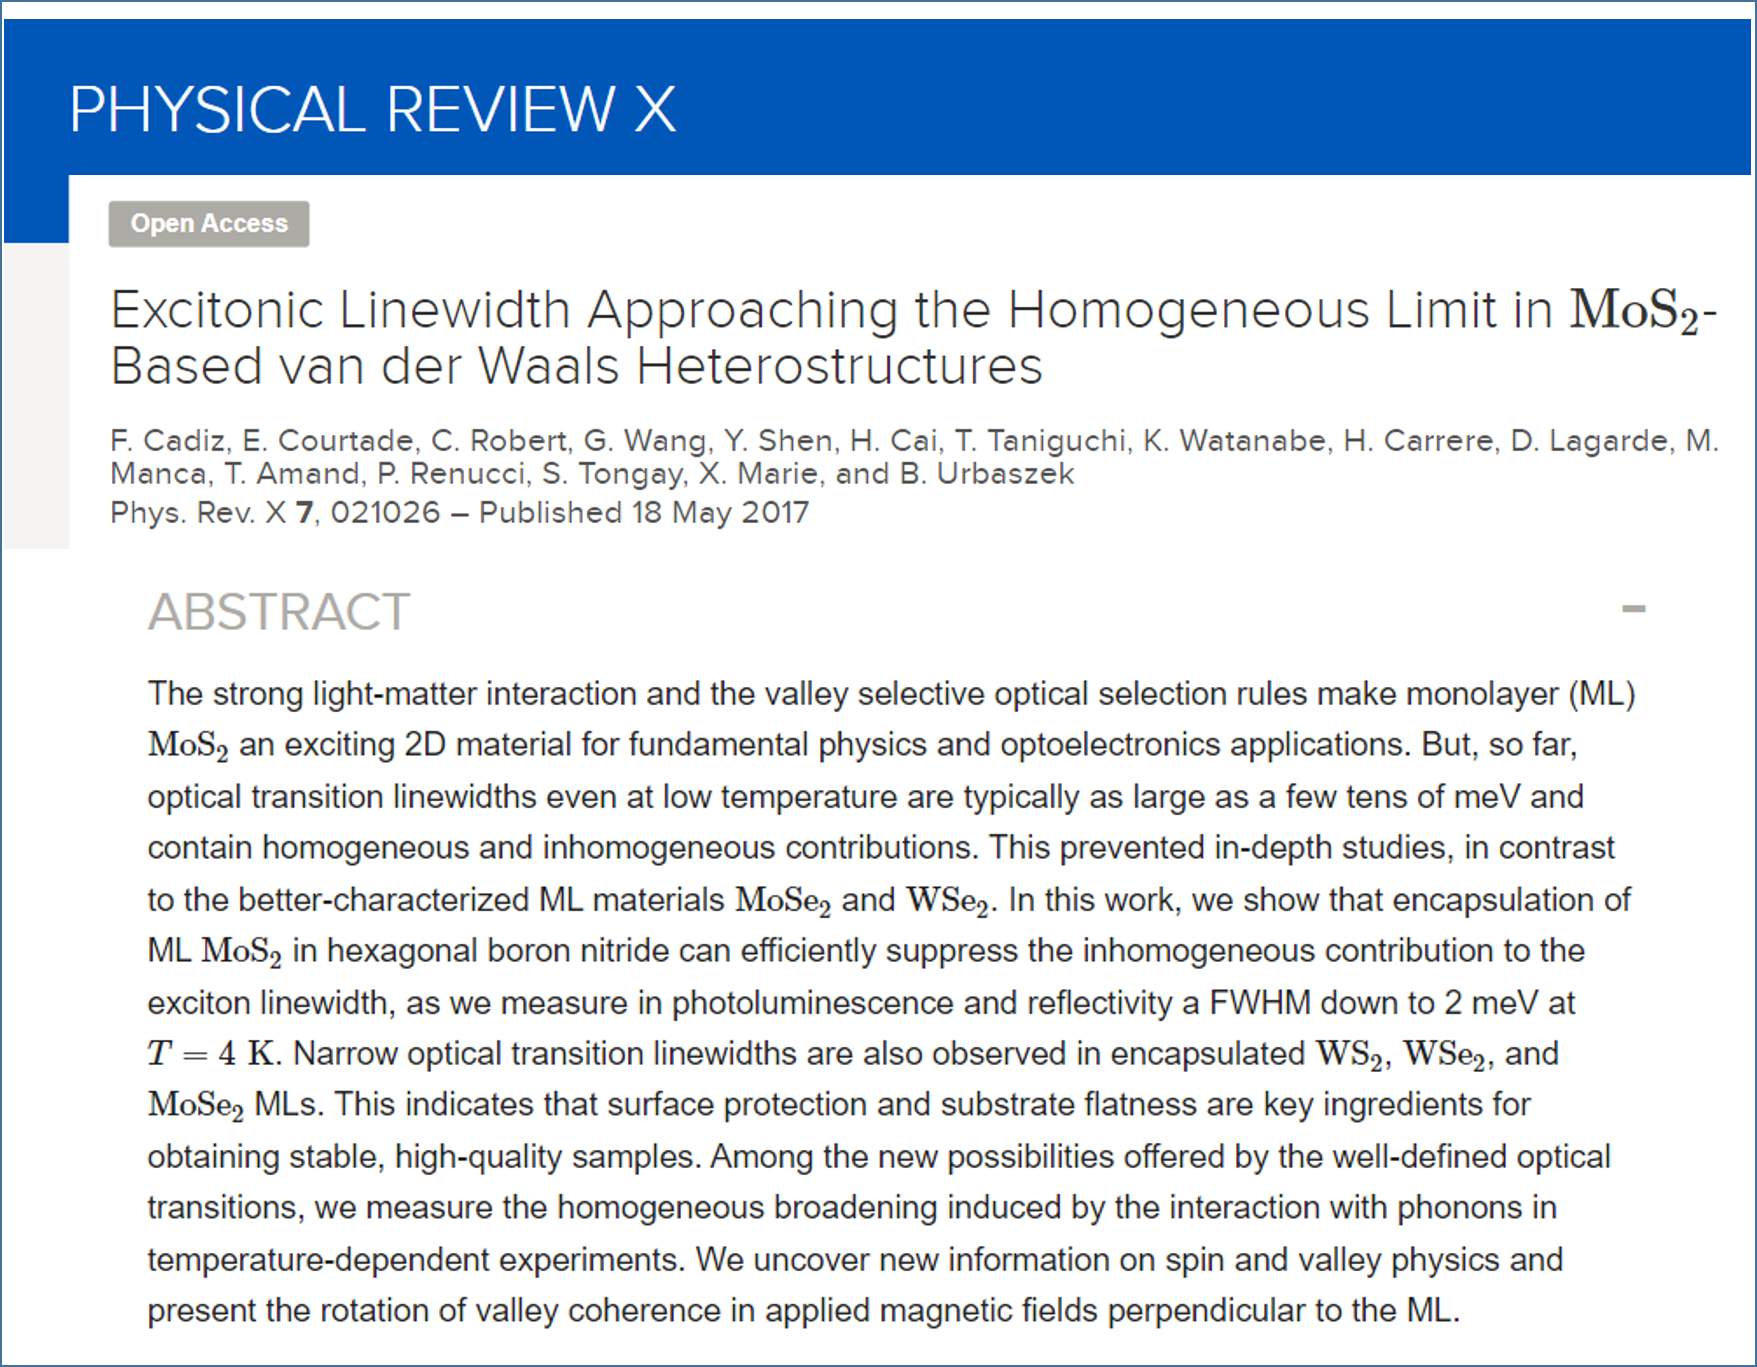 PHYSICAL REVIEW X
Open Access
Excitonic Linewidth Approaching the Homogeneous Limit in MoS₂-
Based van der Waals Heterostructures
F. Cadiz, E. Courtade, C. Robert, G. Wang, Y. Shen, H. Cai, T. Taniguchi, K. Watanabe, H. Carrere, D. Lagarde, M.
Manca, T. Amand, P. Renucci, S. Tongay, X. Marie, and B. Urbaszek
Phys. Rev. X 7, 021026 – Published 18 May 2017
ABSTRACT
The strong light-matter interaction and the valley selective optical selection rules make monolayer (ML)
MoS₂ an exciting 2D material for fundamental physics and optoelectronics applications. But, so far,
optical transition linewidths even at low temperature are typically as large as a few tens of meV and
contain homogeneous and inhomogeneous contributions. This prevented in-depth studies, in contrast
to the better-characterized ML materials MoSe₂ and WSe₂. In this work, we show that encapsulation of
ML MoS₂ in hexagonal boron nitride can efficiently suppress the inhomogeneous contribution to the
exciton linewidth, as we measure in photoluminescence and reflectivity a FWHM down to 2 meV at
T = 4 K. Narrow optical transition linewidths are also observed in encapsulated WS₂, WSe₂, and
MoSe₂ MLs. This indicates that surface protection and substrate flatness are key ingredients for
obtaining stable, high-quality samples. Among the new possibilities offered by the well-defined optical
transitions, we measure the homogeneous broadening induced by the interaction with phonons in
temperature-dependent experiments. We uncover new information on spin and valley physics and
present the rotation of valley coherence in applied magnetic fields perpendicular to the ML.